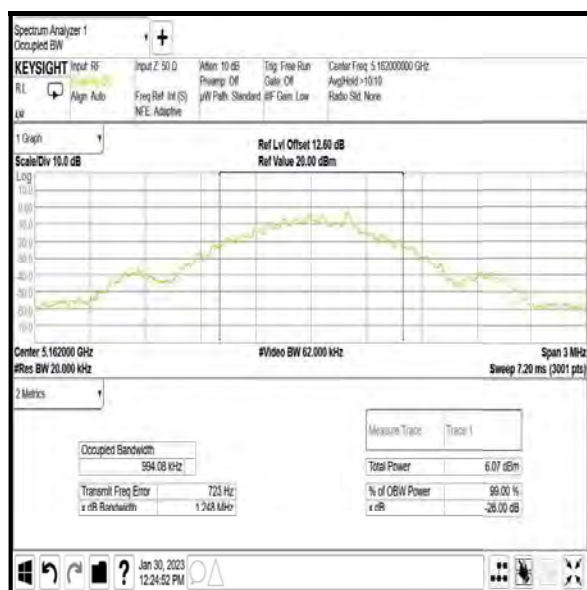 Spectrum Analyzer 1
Occupied BW
KEYSIGHT Input: RF Input Z: 50 Ω Atten: 10 dB Trig: Free Run Center Freq: 5.162000000 GHz
Preamp: Off Gate: Off Avg|Hold: >10/10
Align: Auto Freq Ref: Int (S) µW Path: Standard #IF Gain: Low Radio Std: None
NFE: Adaptive
1 Graph
Ref Lvl Offset 12.60 dB
Scale/Div 10.0 dB Ref Value 20.00 dBm
Log
10.0
0.00
Center 5.162000 GHz #Video BW 62.000 kHz Span 3 MHz
#Res BW 20.000 kHz Sweep 7.20 ms (3001 pts)
2 Metrics
Measure Trace Trace 1
Occupied Bandwidth
994.08 kHz
Total Power 6.07 dBm
Transmit Freq Error 723 Hz % of OBW Power 99.00 %
x dB Bandwidth 1.248 MHz x dB -26.00 dB
Jan 30, 2023
12:24:52 PM